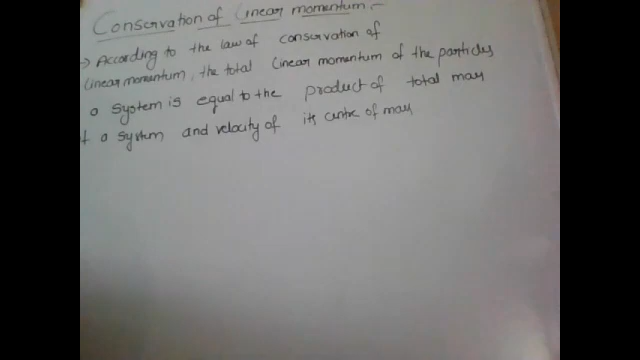 Conservation of Linear momentum :-
→ According to the law of conservation of
Linear momentum, the total Linear momentum of the particles
a system is equal to the product of total mass
f a system and velocity of its centre of mass